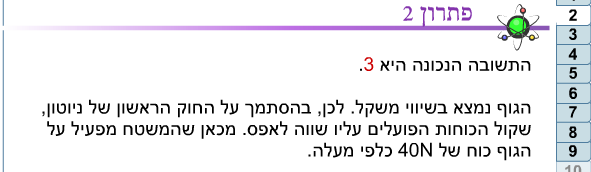 פתרון 2
התשובה הנכונה היא 3.
הגוף נמצא בשיווי משקל. לכן, בהסתמך על החוק הראשון של ניוטון,
שקול הכוחות הפועלים עליו שווה לאפס. מכאן שהמשטח מפעיל על
הגוף כוח של 40N כלפי מעלה.
2
3
4
5
6
7
8
9
10